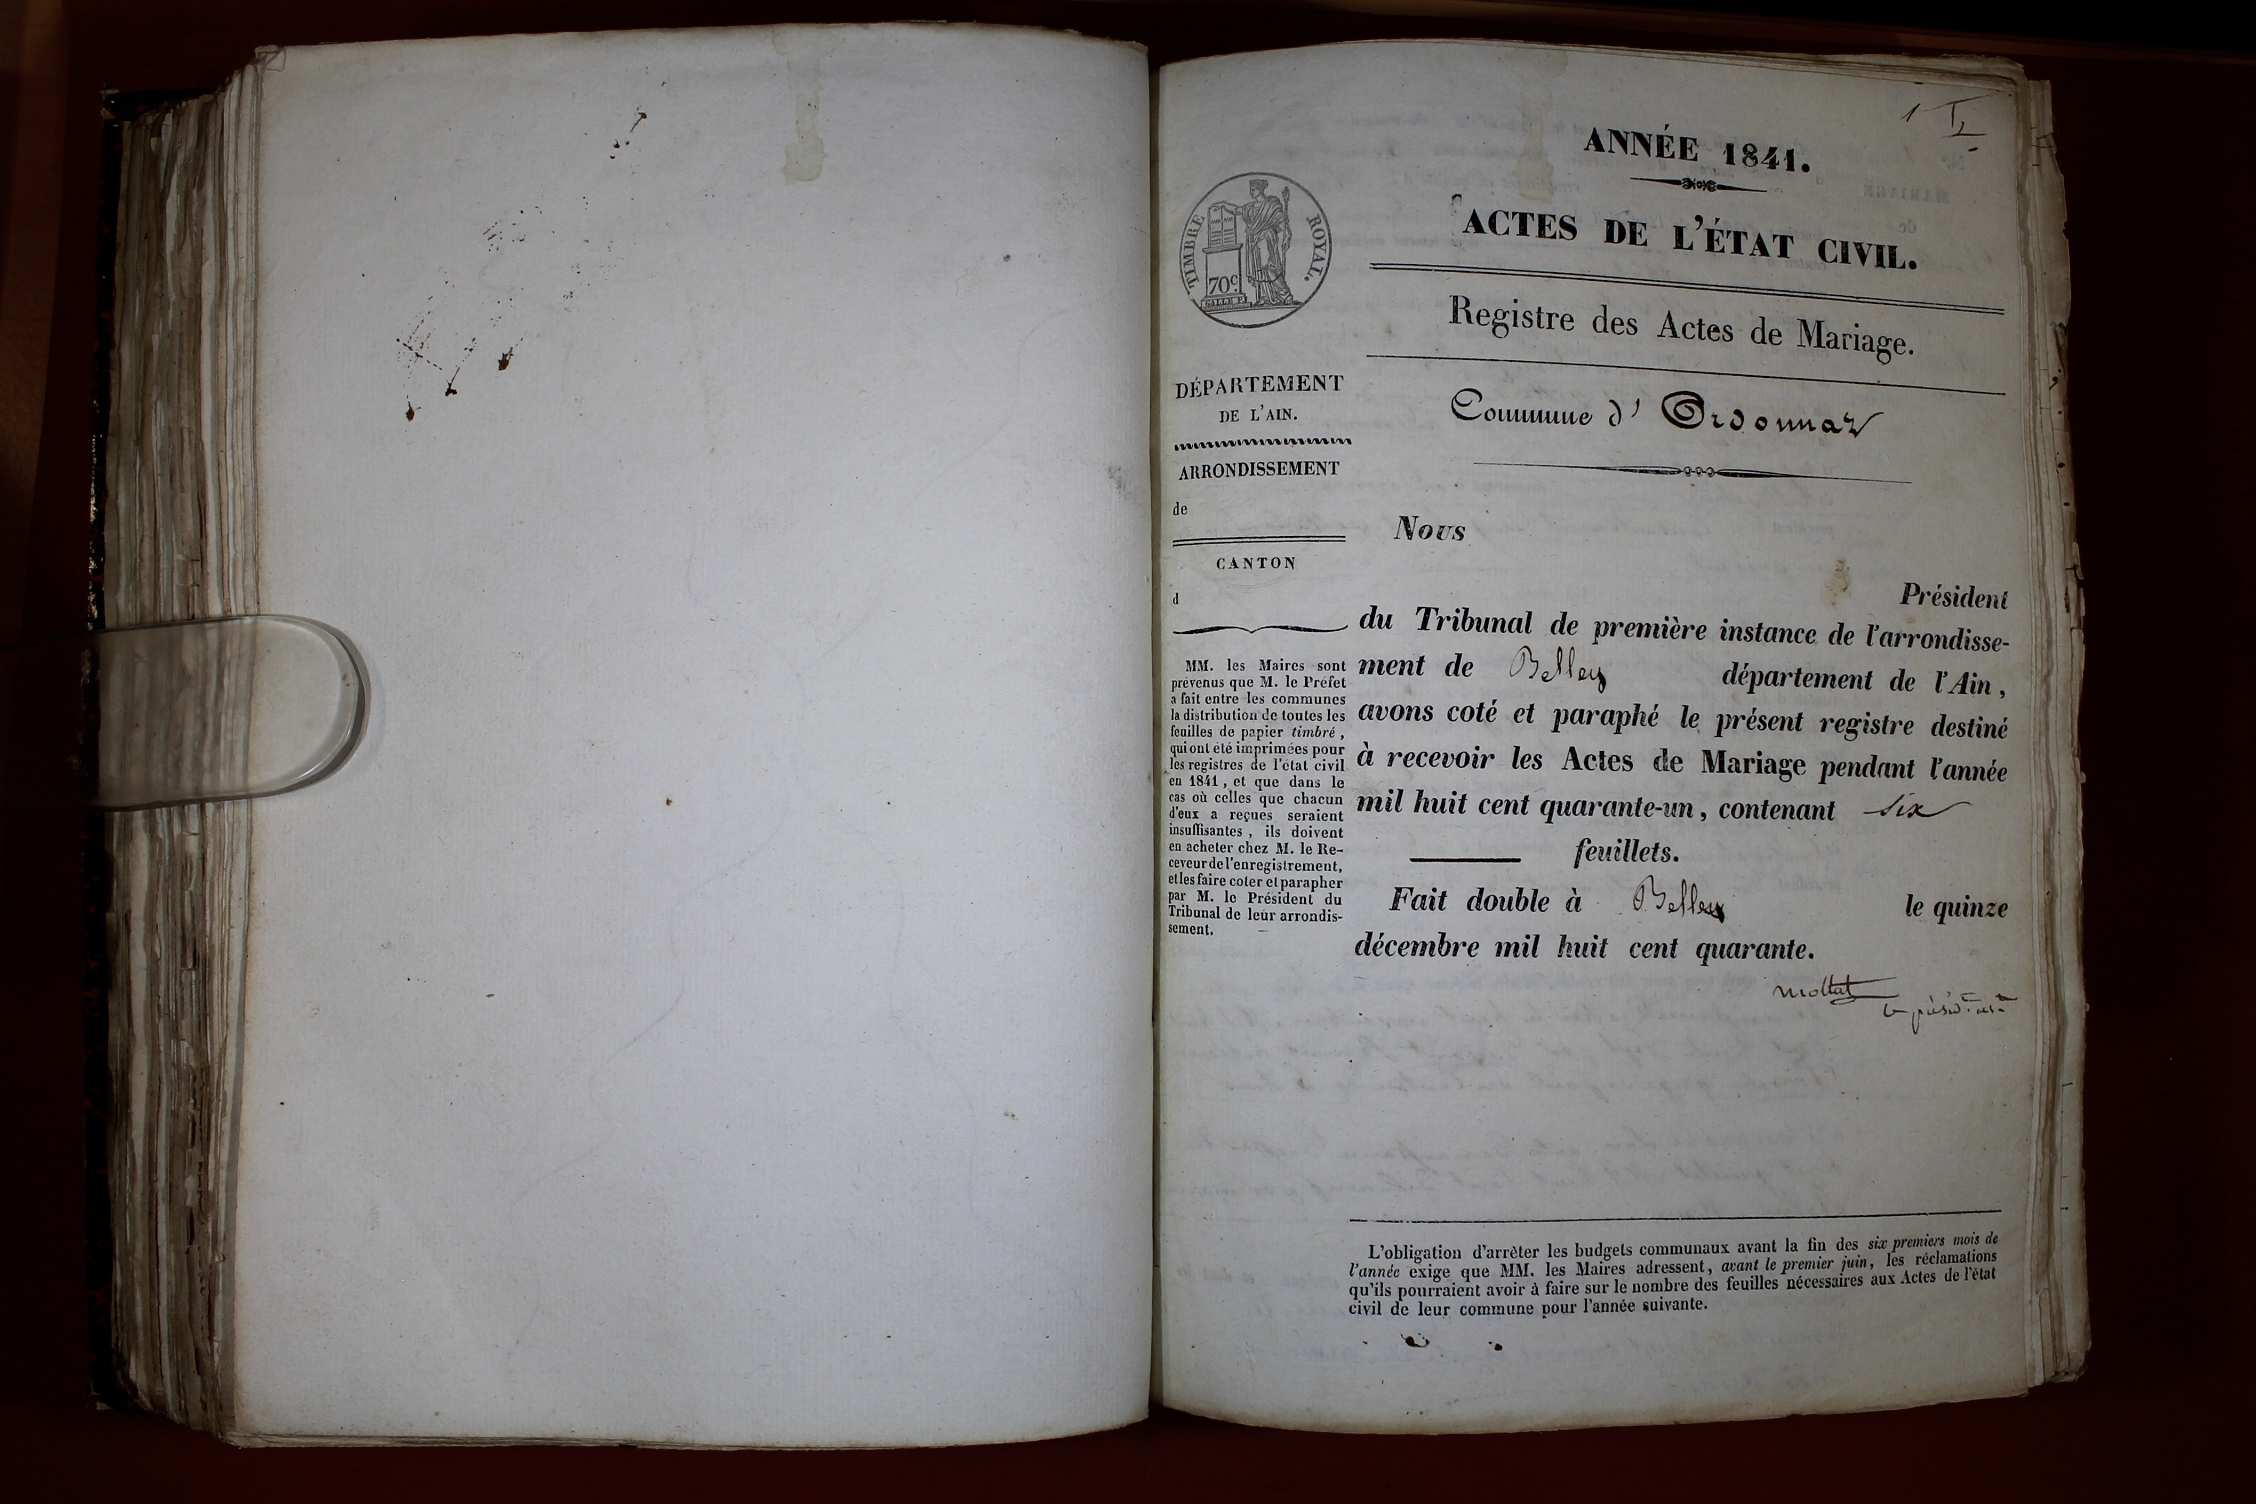 1
ANNÉE 1841.
ACTES DE L'ÉTAT CIVIL.
Registre des Actes de Mariage.
Commune d' Ordonnaz
TIMBRE ROYAL.
70c.
DÉPARTEMENT
DE L'AIN.
ARRONDISSEMENT
de
CANTON
d
MM. les Maires sont
prévenus que M. le Préfet
a fait entre les communes
la distribution de toutes les
feuilles de papier timbré,
qui ont été imprimées pour
les registres de l'état civil
en 1841, et que dans le
cas où celles que chacun
d'eux a reçues seraient
insuffisantes, ils doivent
en acheter chez M. le Re-
ceveur de l'enregistrement,
et les faire coter et parapher
par M. le Président du
Tribunal de leur arrondis-
sement.
Nous
Président
du Tribunal de première instance de l'arrondisse-
ment de Belley département de l'Ain,
avons coté et paraphé le présent registre destiné
à recevoir les Actes de Mariage pendant l'année
mil huit cent quarante-un, contenant six
feuillets.
Fait double à Belley le quinze
décembre mil huit cent quarante.
mollat
L'obligation d'arrêter les budgets communaux avant la fin des six premiers mois de
l'année exige que MM. les Maires adressent, avant le premier juin, les réclamations
qu'ils pourraient avoir à faire sur le nombre des feuilles nécessaires aux Actes de l'état
civil de leur commune pour l'année suivante.